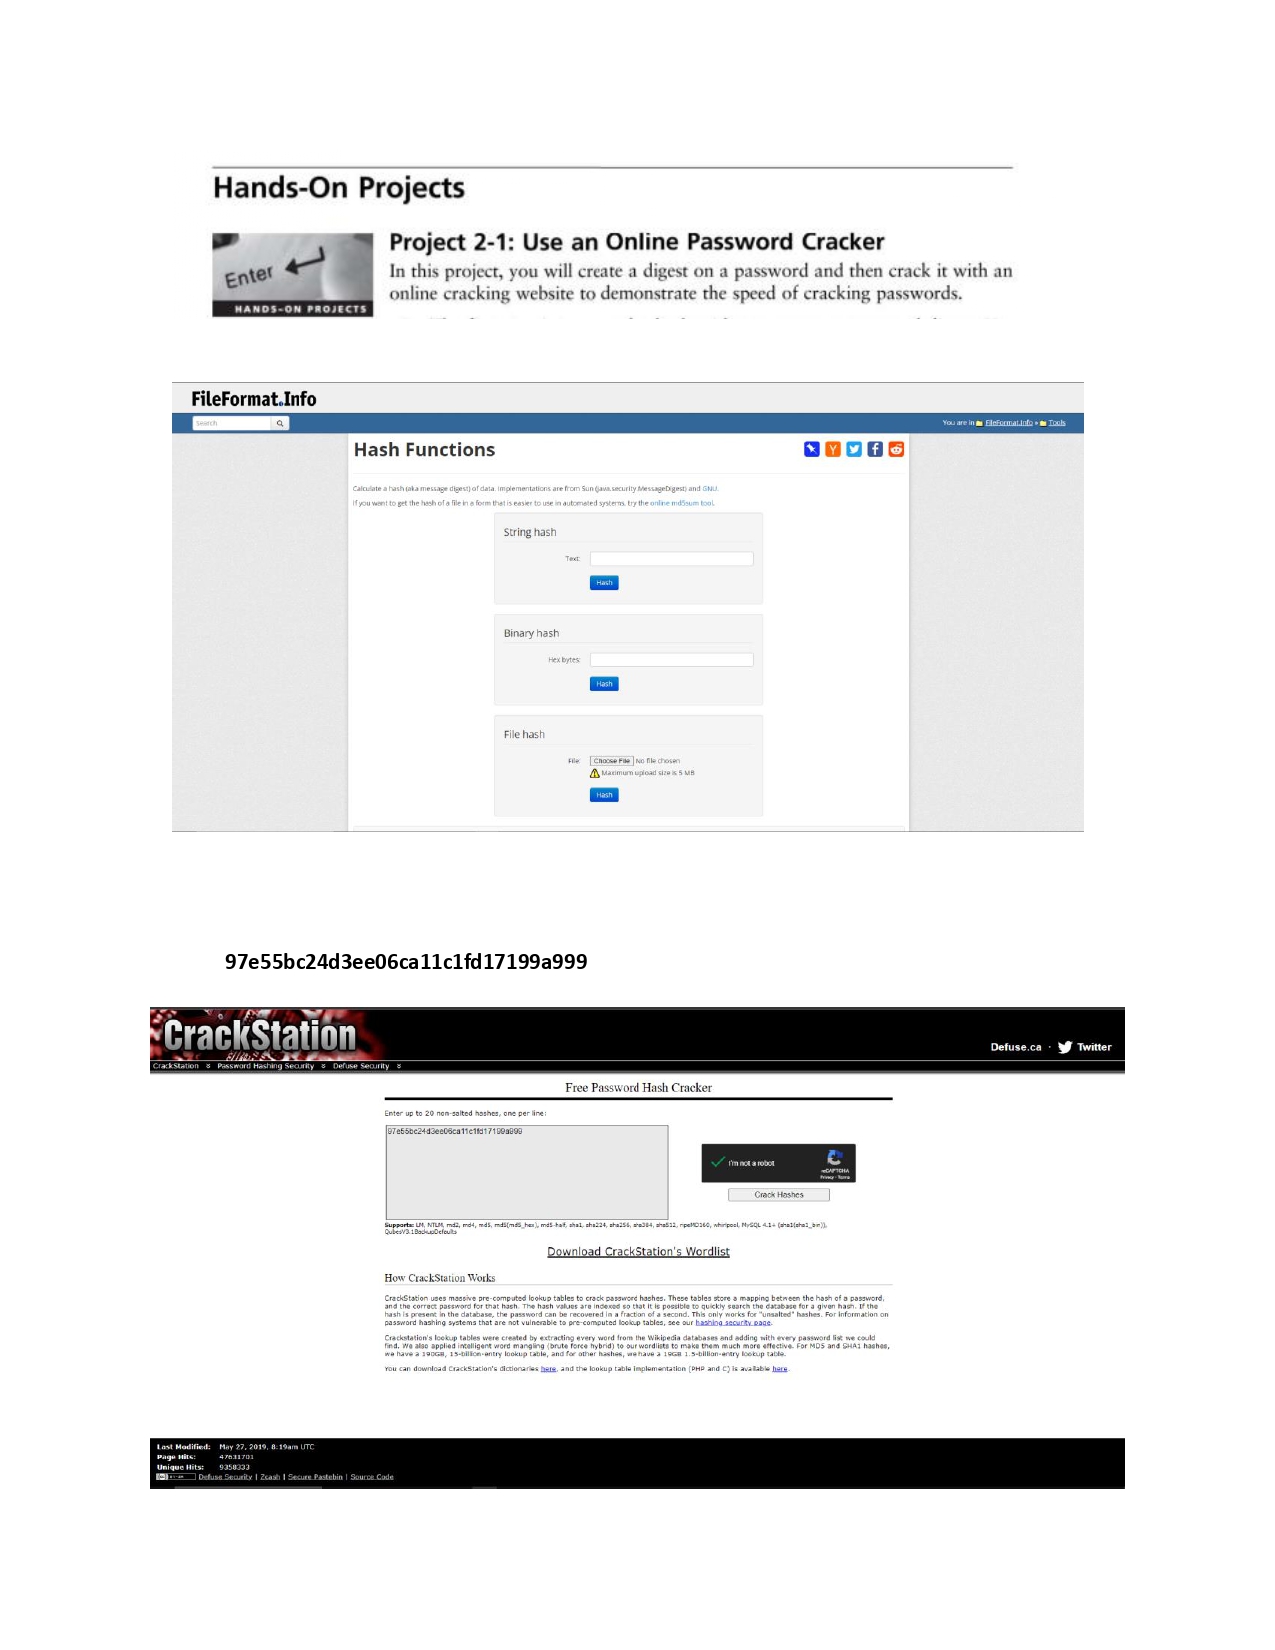 Hands-On Projects
Enter
HANDS-ON PROJECTS
Project 2-1: Use an Online Password Cracker
In this project, you will create a digest on a password and then crack it with an
online cracking website to demonstrate the speed of cracking passwords.
FileFormat.Info
Search
You are in FileFormat.Info » Tools
Hash Functions
Calculate a hash (aka message digest) of data. Implementations are from Sun (java.security.MessageDigest) and GNU.
If you want to get the hash of a file in a form that is easier to use in automated systems, try the online md5sum tool.
String hash
Text:
Hash
Binary hash
Hex bytes:
Hash
File hash
File: Choose File No file chosen
Maximum upload size is 5 MB
Hash
97e55bc24d3ee06ca11c1fd17199a999
CrackStation
Defuse.ca · Twitter
CrackStation Password Hashing Security Defuse Security
Free Password Hash Cracker
Enter up to 20 non-salted hashes, one per line:
97e55bc24d3ee06ca11c1fd17199a999
I'm not a robot
reCAPTCHA
Privacy - Terms
Crack Hashes
Supports: LM, NTLM, md2, md4, md5, md5(md5_hex), md5-half, sha1, sha224, sha256, sha384, sha512, ripeMD160, whirlpool, MySQL 4.1+ (sha1(sha1_bin)),
QubesV3.1BackupDefaults
Download CrackStation's Wordlist
How CrackStation Works
CrackStation uses massive pre-computed lookup tables to crack password hashes. These tables store a mapping between the hash of a password,
and the correct password for that hash. The hash values are indexed so that it is possible to quickly search the database for a given hash. If the
hash is present in the database, the password can be recovered in a fraction of a second. This only works for "unsalted" hashes. For information on
password hashing systems that are not vulnerable to pre-computed lookup tables, see our hashing security page.
Crackstation's lookup tables were created by extracting every word from the Wikipedia databases and adding with every password list we could
find. We also applied intelligent word mangling (brute force hybrid) to our wordlists to make them much more effective. For MD5 and SHA1 hashes,
we have a 190GB, 15-billion-entry lookup table, and for other hashes, we have a 19GB 1.5-billion-entry lookup table.
You can download CrackStation's dictionaries here, and the lookup table implementation (PHP and C) is available here.
Last Modified: May 27, 2019, 8:19am UTC
Page Hits: 47631701
Unique Hits: 9358333
Defuse Security | Zcash | Secure Pastebin | Source Code